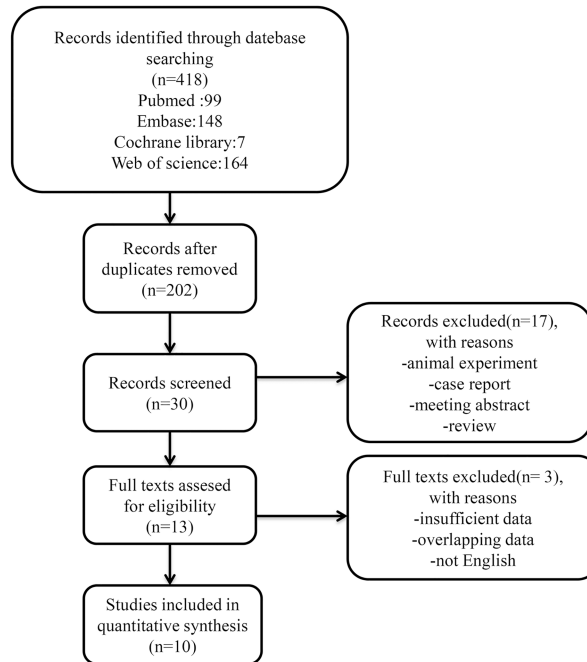 Records identified through datebase
searching
(n=418)
Pubmed :99
Embase:148
Cochrane library:7
Web of science:164
Records after
duplicates removed
(n=202)
Records excluded(n=17),
with reasons
-animal experiment
-case report
-meeting abstract
-review
Records screened
(n=30)
Full texts assesed
for eligibility
(n=13)
Full texts excluded(n= 3),
with reasons
-insufficient data
-overlapping data
-not English
Studies included in
quantitative synthesis
(n=10)